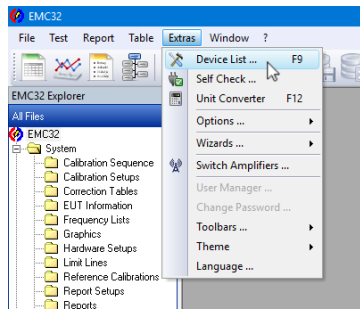 EMC32
File Test Report Table Extras Window ?
Device List ... F9
Self Check ...
Unit Converter F12
Options ...
Wizards ...
Switch Amplifiers ...
User Manager ...
Change Password ...
Toolbars ...
Theme
Language ...
EMC32 Explorer
All Files
EMC32
System
Calibration Sequence
Calibration Setups
Correction Tables
EUT Information
Frequency Lists
Graphics
Hardware Setups
Limit Lines
Reference Calibrations
Report Setups
Reports